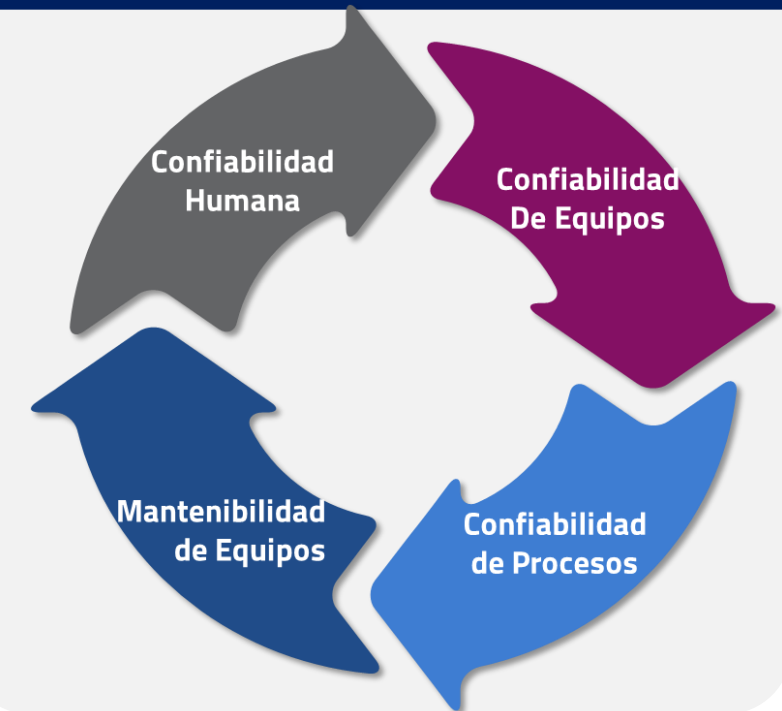 Confiabilidad
Humana
Confiabilidad
De Equipos
Mantenibilidad
de Equipos
Confiabilidad
de Procesos